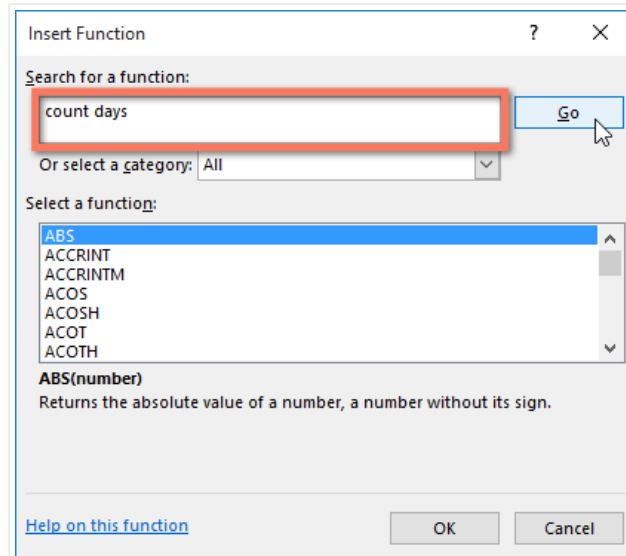 Insert Function
?
Search for a function:
count days
Go
Or select a category: All
Select a function:
ABS
ACCRINT
ACCRINTM
ACOS
ACOSH
ACOT
ACOTH
ABS(number)
Returns the absolute value of a number, a number without its sign.
Help on this function
OK
Cancel